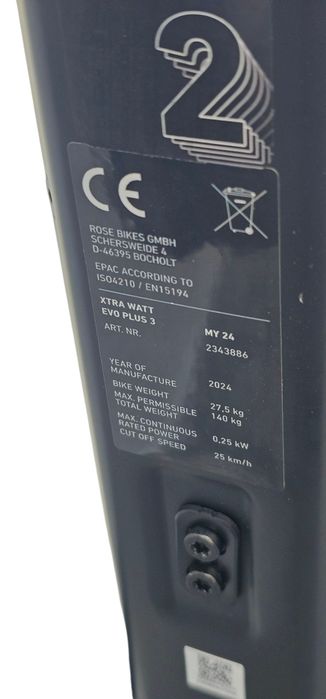 2
CE
ROSE BIKES GMBH
SCHERSWEIDE 4
D-46395 BOCHOLT
EPAC ACCORDING TO
ISO4210 / EN15194
XTRA WATT
EVO PLUS 3 MY 24
ART. NR. 2343886
YEAR OF
MANUFACTURE 2024
BIKE WEIGHT 27,5 kg
MAX. PERMISSIBLE
TOTAL WEIGHT 140 kg
MAX. CONTINUOUS
RATED POWER 0,25 kW
CUT OFF SPEED 25 km/h